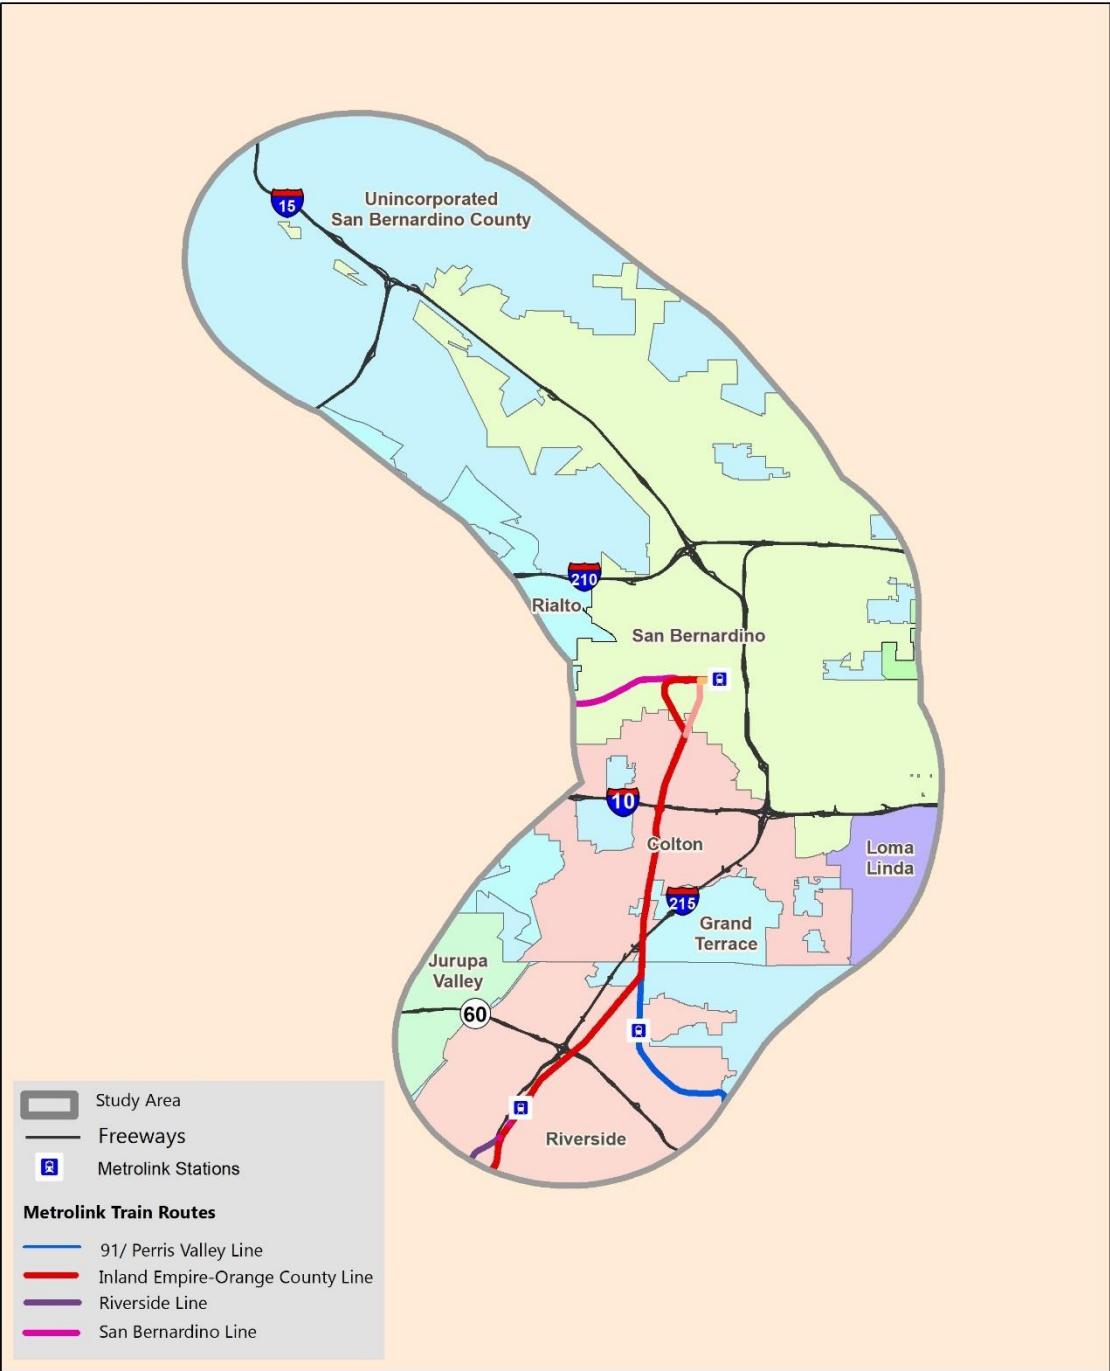 Unincorporated
San Bernardino County
15
210
Rialto
San Bernardino
10
Colton
Loma
Linda
215
Grand
Terrace
Jurupa
Valley
60
Riverside
Study Area
Freeways
Metrolink Stations
Metrolink Train Routes
91/ Perris Valley Line
Inland Empire-Orange County Line
Riverside Line
San Bernardino Line